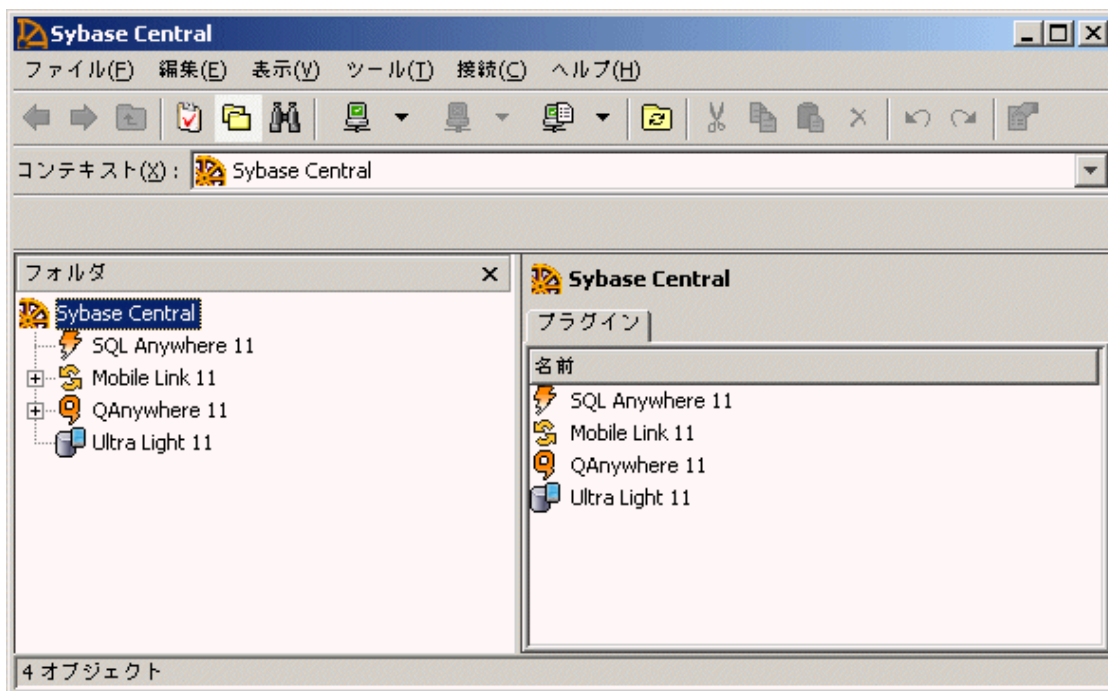 Sybase Central
ファイル(F) 編集(E) 表示(V) ツール(T) 接続(C) ヘルプ(H)
コンテキスト(X): Sybase Central
フォルダ
Sybase Central
SQL Anywhere 11
Mobile Link 11
QAnywhere 11
Ultra Light 11
Sybase Central
プラグイン
名前
SQL Anywhere 11
Mobile Link 11
QAnywhere 11
Ultra Light 11
4 オブジェクト